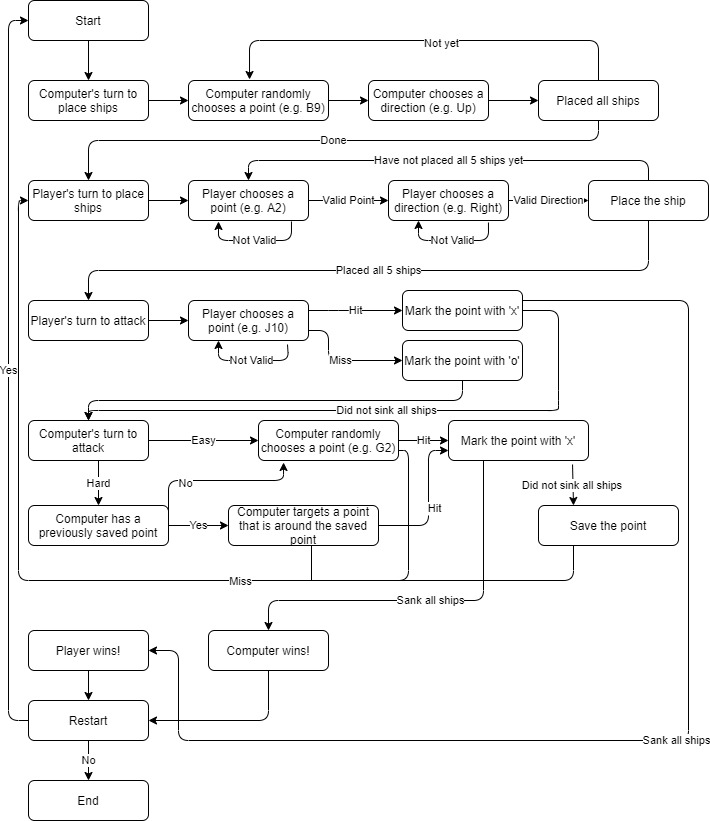 Start
Not yet
Computer's turn to
place ships
Computer randomly
chooses a point (e.g. B9)
Computer chooses a
direction (e.g. Up)
Placed all ships
Done
Have not placed all 5 ships yet
Player's turn to place
ships
Player chooses a
point (e.g. A2)
Valid Point
Player chooses a
direction (e.g. Right)
Valid Direction
Place the ship
Not Valid
Not Valid
Placed all 5 ships
Player's turn to attack
Player chooses a
point (e.g. J10)
Hit
Mark the point with 'x'
Not Valid
Miss
Mark the point with 'o'
Yes
Did not sink all ships
Computer's turn to
attack
Easy
Computer randomly
chooses a point (e.g. G2)
Hit
Mark the point with 'x'
Hard
No
Did not sink all ships
Hit
Computer has a
previously saved point
Yes
Computer targets a point
that is around the saved
point
Save the point
Miss
Sank all ships
Player wins!
Computer wins!
Restart
Sank all ships
No
End